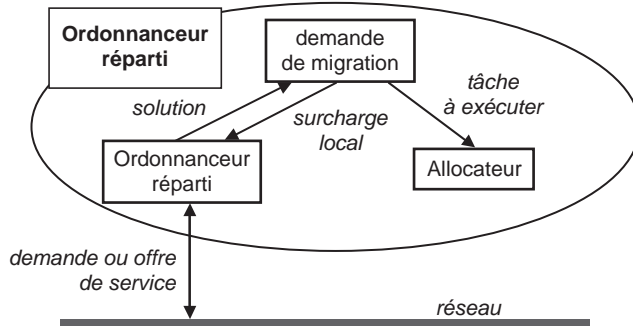 Ordonnanceur
réparti
demande
de migration
tâche
à exécuter
solution
surcharge
local
Ordonnanceur
réparti
Allocateur
demande ou offre
de service
réseau